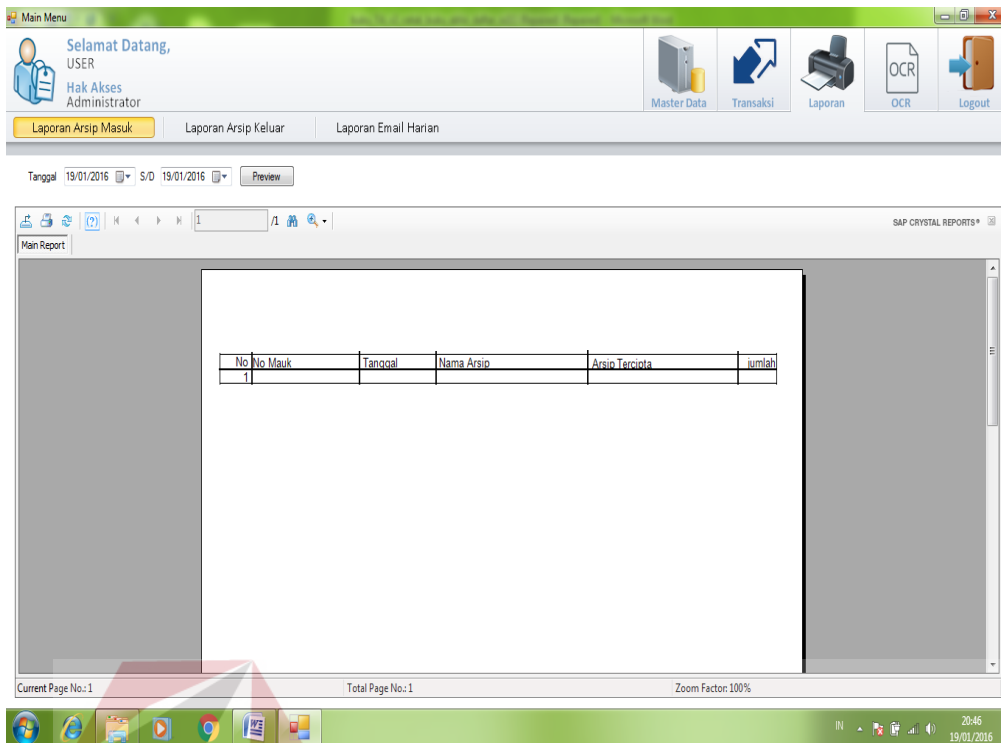 Main Menu
Selamat Datang,
USER
Hak Akses
Administrator
Master Data
Transaksi
Laporan
OCR
OCR
Logout
Laporan Arsip Masuk
Laporan Arsip Keluar
Laporan Email Harian
Tanggal 19/01/2016 S/D 19/01/2016 Preview
1 /1
SAP CRYSTAL REPORTS®
Main Report
No No Mauk Tanggal Nama Arsip Arsip Tercipta jumlah
1
Current Page No.: 1 Total Page No.: 1 Zoom Factor: 100%
IN
20:46
19/01/2016